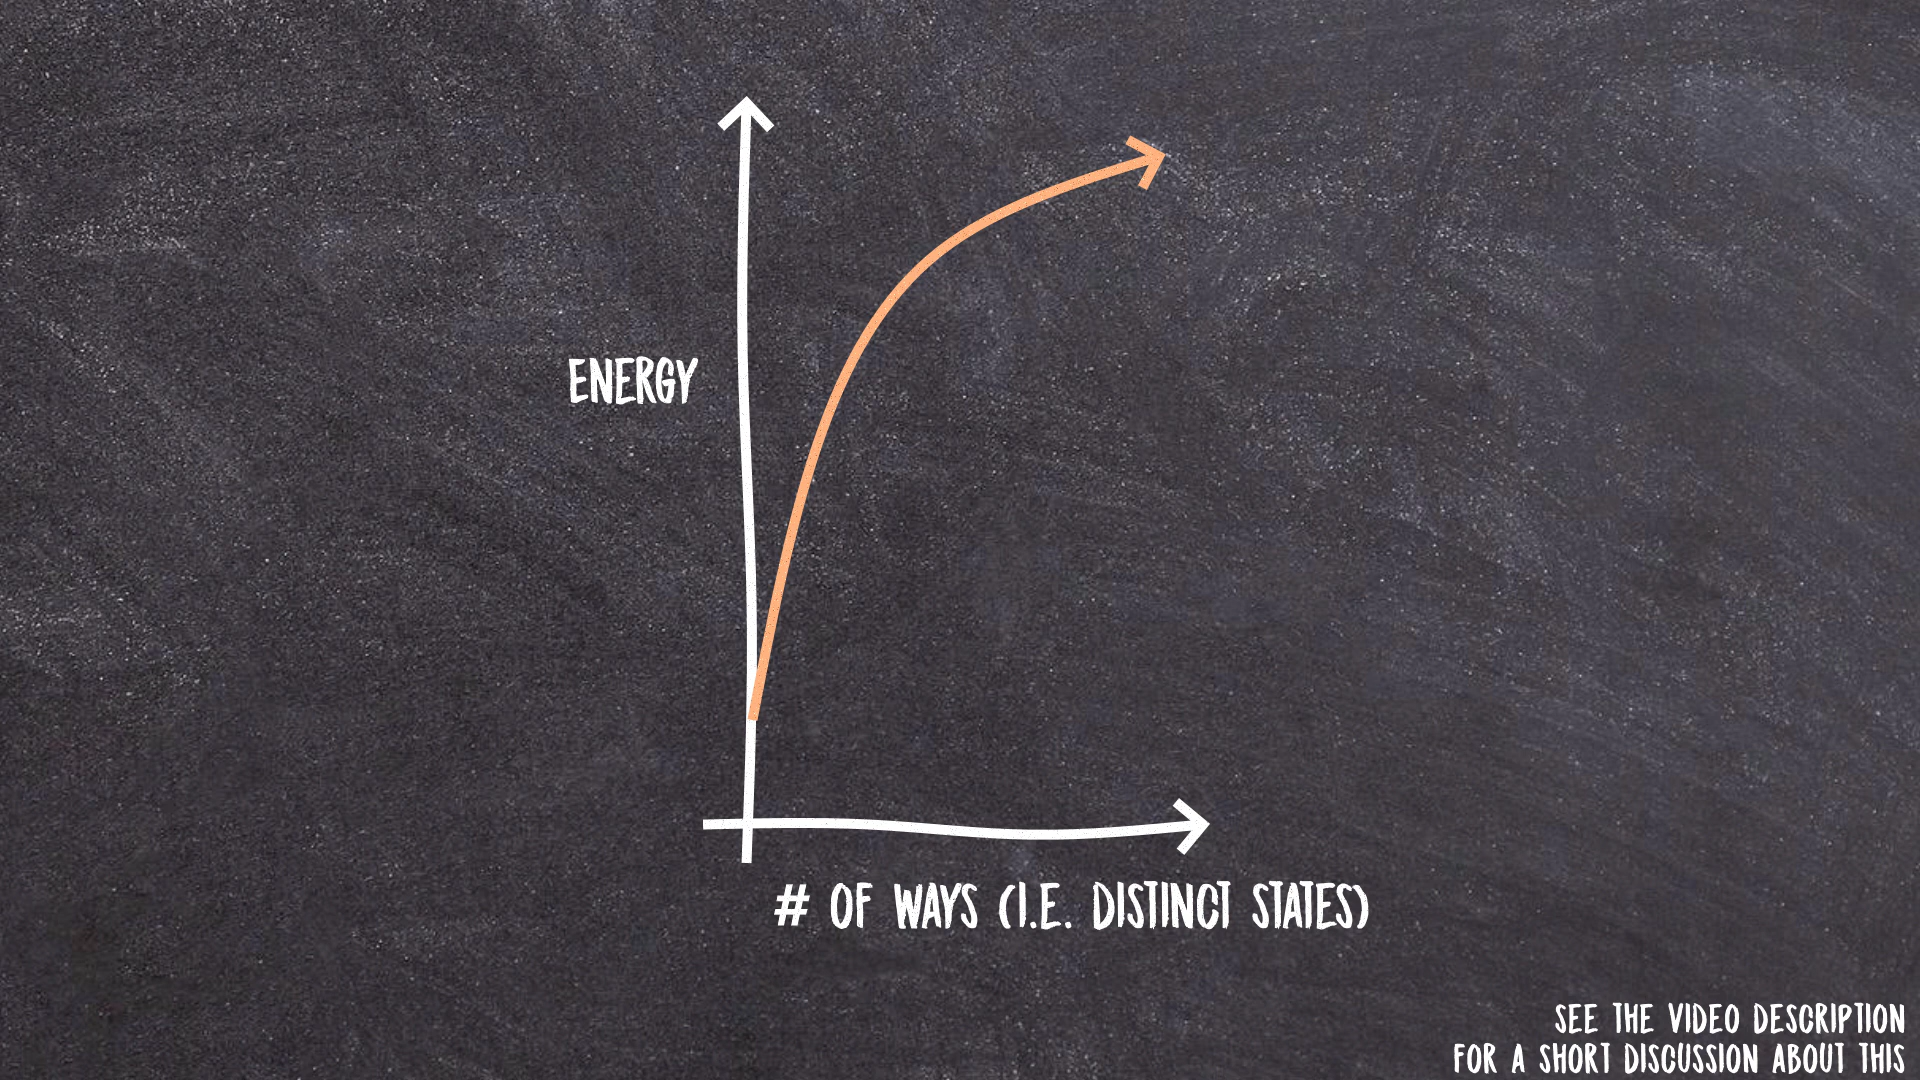 ENERGY
# OF WAYS (I.E. DISTINCT STATES)
SEE THE VIDEO DESCRIPTION
FOR A SHORT DISCUSSION ABOUT THIS